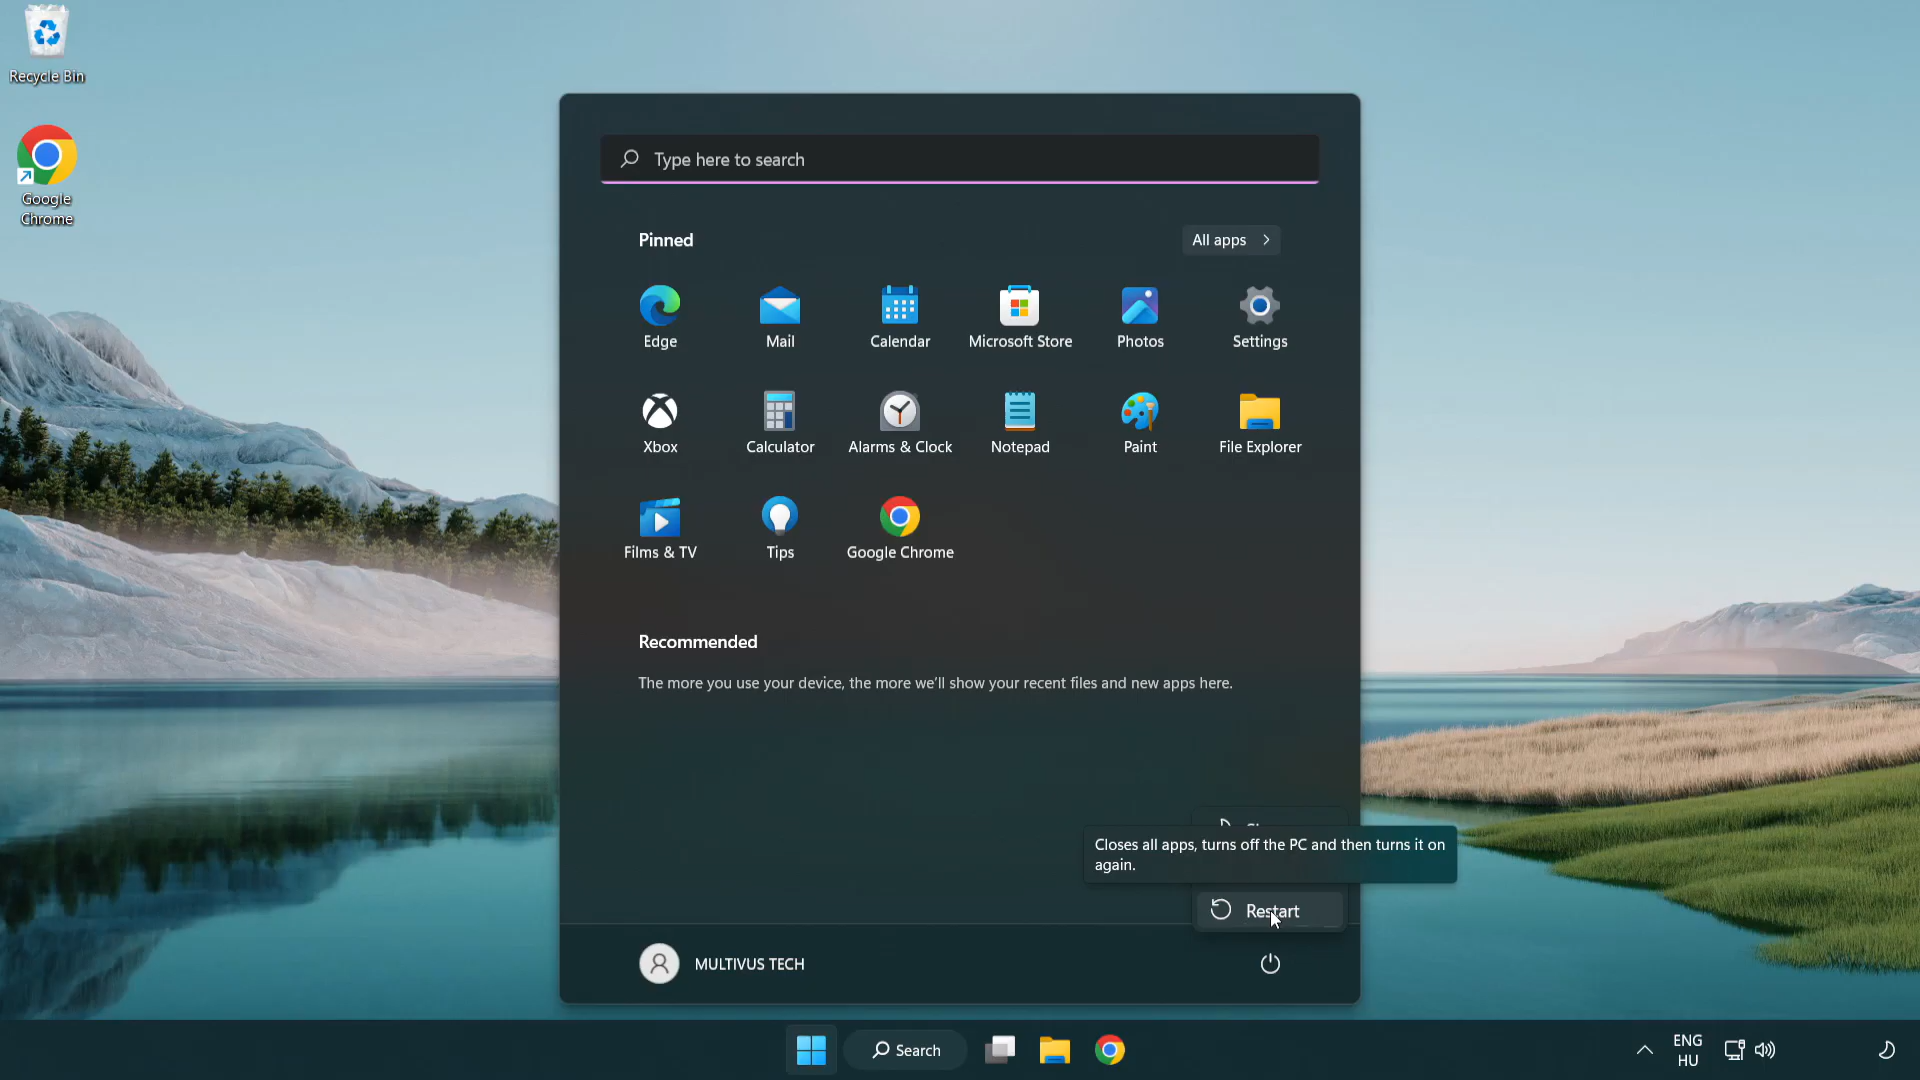 Recycle Bin
Google
Chrome
Type here to search
Pinned
All apps
Edge
Mail
Calendar
Microsoft Store
Photos
Settings
Xbox
Calculator
Alarms & Clock
Notepad
Paint
File Explorer
Films & TV
Tips
Google Chrome
Recommended
The more you use your device, the more we'll show your recent files and new apps here.
Closes all apps, turns off the PC and then turns it on
again.
Restart
MULTIVUS TECH
Search
ENG
HU